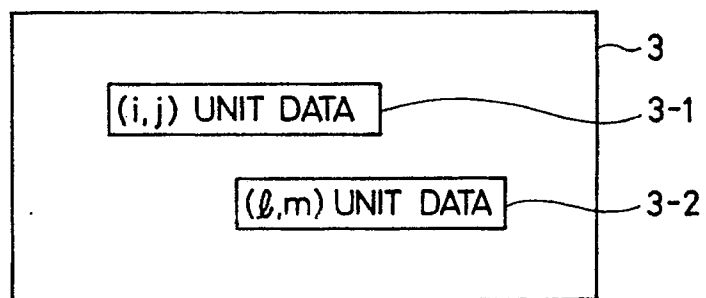 3
(i,j) UNIT DATA
3-1
(ℓ,m) UNIT DATA
3-2